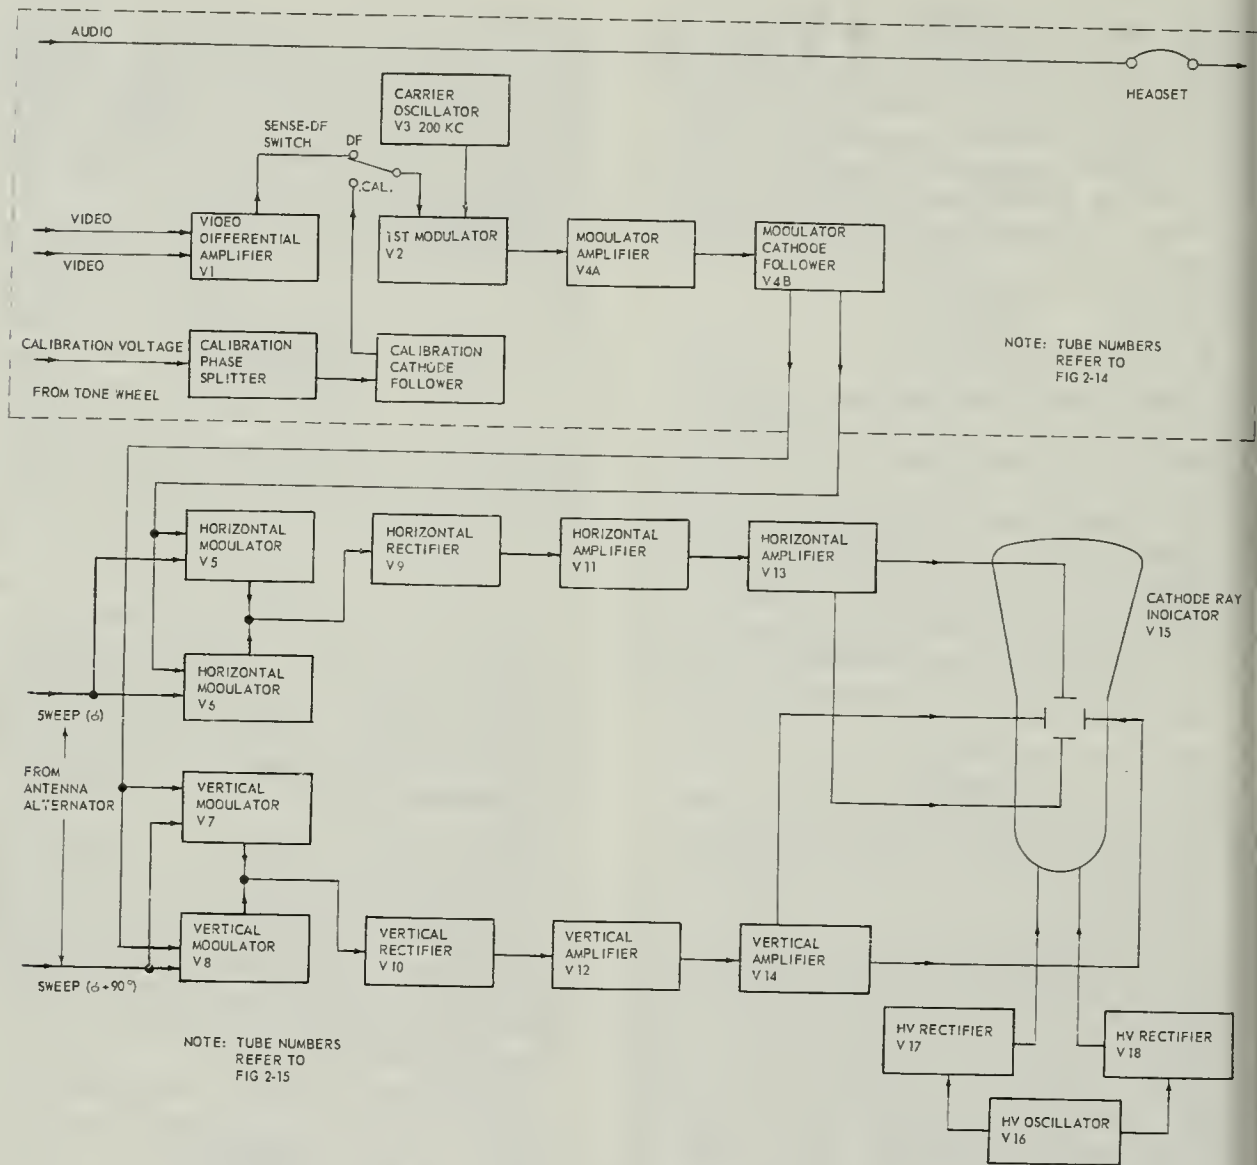 AUDIO
HEADSET
CARRIER
OSCILLATOR
V3 200 KC
SENSE-DF
SWITCH
DF
CAL.
VIDEO
VIDEO
VIDEO
DIFFERENTIAL
AMPLIFIER
V1
1ST MODULATOR
V2
MODULATOR
AMPLIFIER
V4A
MODULATOR
CATHODE
FOLLOWER
V4B
CALIBRATION VOLTAGE
FROM TONE WHEEL
CALIBRATION
PHASE
SPLITTER
CALIBRATION
CATHODE
FOLLOWER
NOTE: TUBE NUMBERS
REFER TO
FIG 2-14
HORIZONTAL
MODULATOR
V5
HORIZONTAL
RECTIFIER
V9
HORIZONTAL
AMPLIFIER
V11
HORIZONTAL
AMPLIFIER
V13
CATHODE RAY
INDICATOR
V15
HORIZONTAL
MODULATOR
V6
SWEEP (σ)
FROM
ANTENNA
ALTERNATOR
VERTICAL
MODULATOR
V7
VERTICAL
MODULATOR
V8
VERTICAL
RECTIFIER
V10
VERTICAL
AMPLIFIER
V12
VERTICAL
AMPLIFIER
V14
SWEEP (σ+90°)
NOTE: TUBE NUMBERS
REFER TO
FIG 2-15
HV RECTIFIER
V17
HV RECTIFIER
V18
HV OSCILLATOR
V16